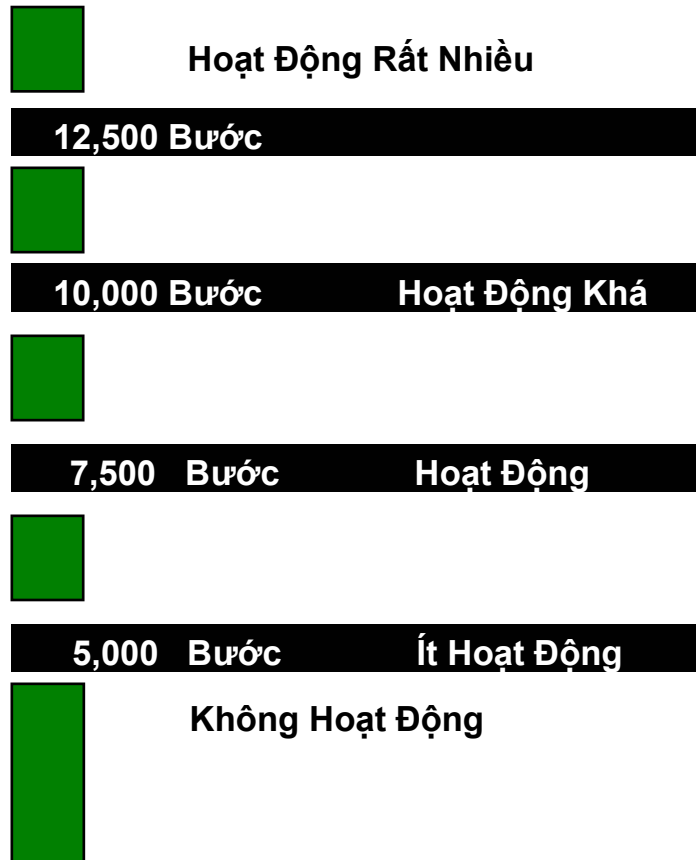 Hoạt Động Rất Nhiều
12,500 Bước
10,000 Bước Hoạt Động Khá
7,500 Bước Hoạt Động
5,000 Bước Ít Hoạt Động
Không Hoạt Động